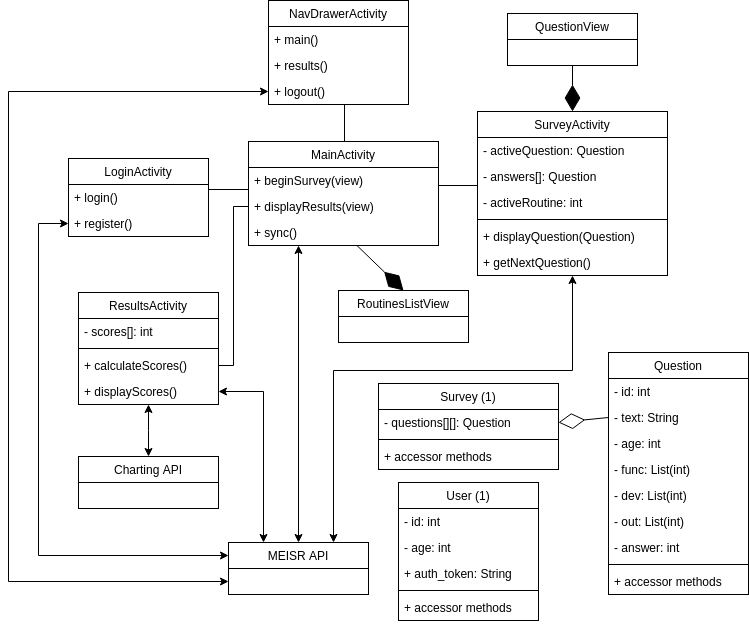 NavDrawerActivity
+ main()
+ results()
+ logout()
QuestionView
SurveyActivity
- activeQuestion: Question
- answers[]: Question
- activeRoutine: int
+ displayQuestion(Question)
+ getNextQuestion()
MainActivity
+ beginSurvey(view)
+ displayResults(view)
+ sync()
LoginActivity
+ login()
+ register()
RoutinesListView
ResultsActivity
- scores[]: int
+ calculateScores()
+ displayScores()
Charting API
Survey (1)
- questions[][]: Question
+ accessor methods
Question
- id: int
- text: String
- age: int
- func: List(int)
- dev: List(int)
- out: List(int)
- answer: int
+ accessor methods
User (1)
- id: int
- age: int
+ auth_token: String
+ accessor methods
MEISR API